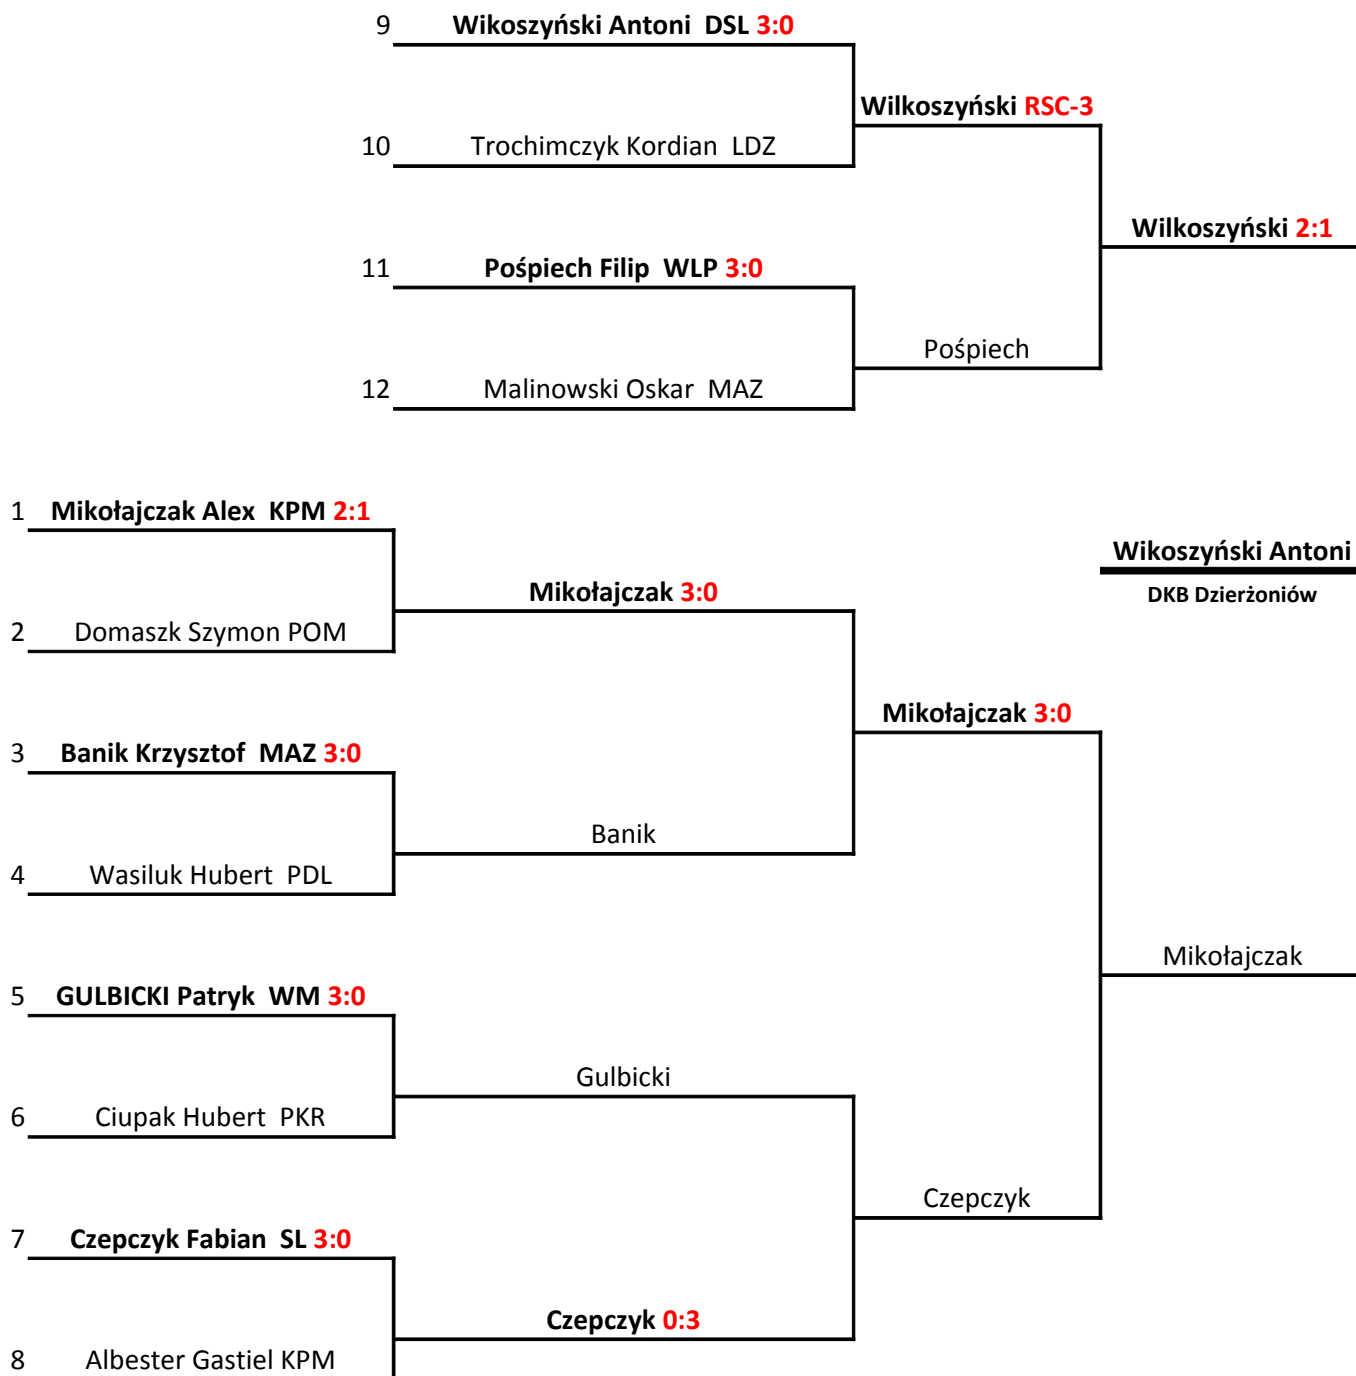 9 Wikoszyński Antoni DSL 3:0
Wilkoszyński RSC-3
10 Trochimczyk Kordian LDZ
Wilkoszyński 2:1
11 Pośpiech Filip WLP 3:0
Pośpiech
12 Malinowski Oskar MAZ
1 Mikołajczak Alex KPM 2:1
Wikoszyński Antoni
Mikołajczak 3:0
DKB Dzierżoniów
2 Domaszk Szymon POM
Mikołajczak 3:0
3 Banik Krzysztof MAZ 3:0
Banik
4 Wasiluk Hubert PDL
Mikołajczak
5 GULBICKI Patryk WM 3:0
Gulbicki
6 Ciupak Hubert PKR
Czepczyk
7 Czepczyk Fabian SL 3:0
Czepczyk 0:3
8 Albester Gastiel KPM